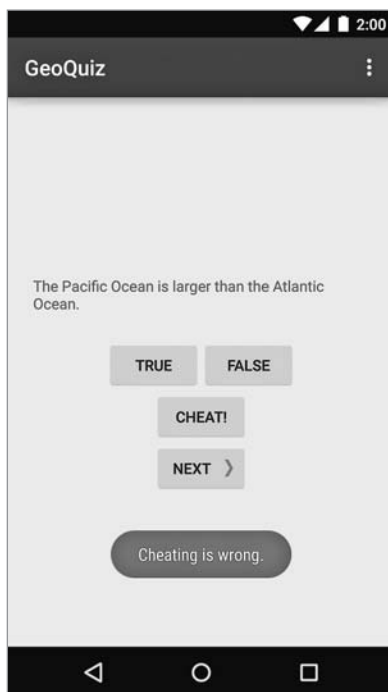 2:00
GeoQuiz
The Pacific Ocean is larger than the Atlantic
Ocean.
TRUE FALSE
CHEAT!
NEXT
Cheating is wrong.